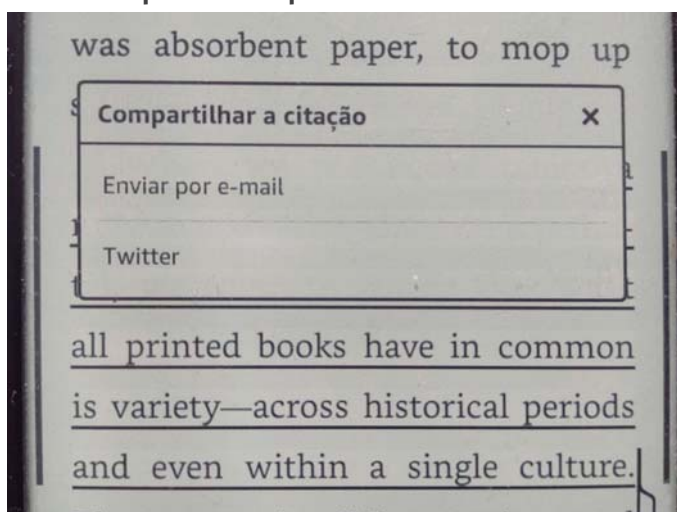 was absorbent paper, to mop up
Compartilhar a citação ×
Enviar por e-mail
Twitter
all printed books have in common
is variety—across historical periods
and even within a single culture.